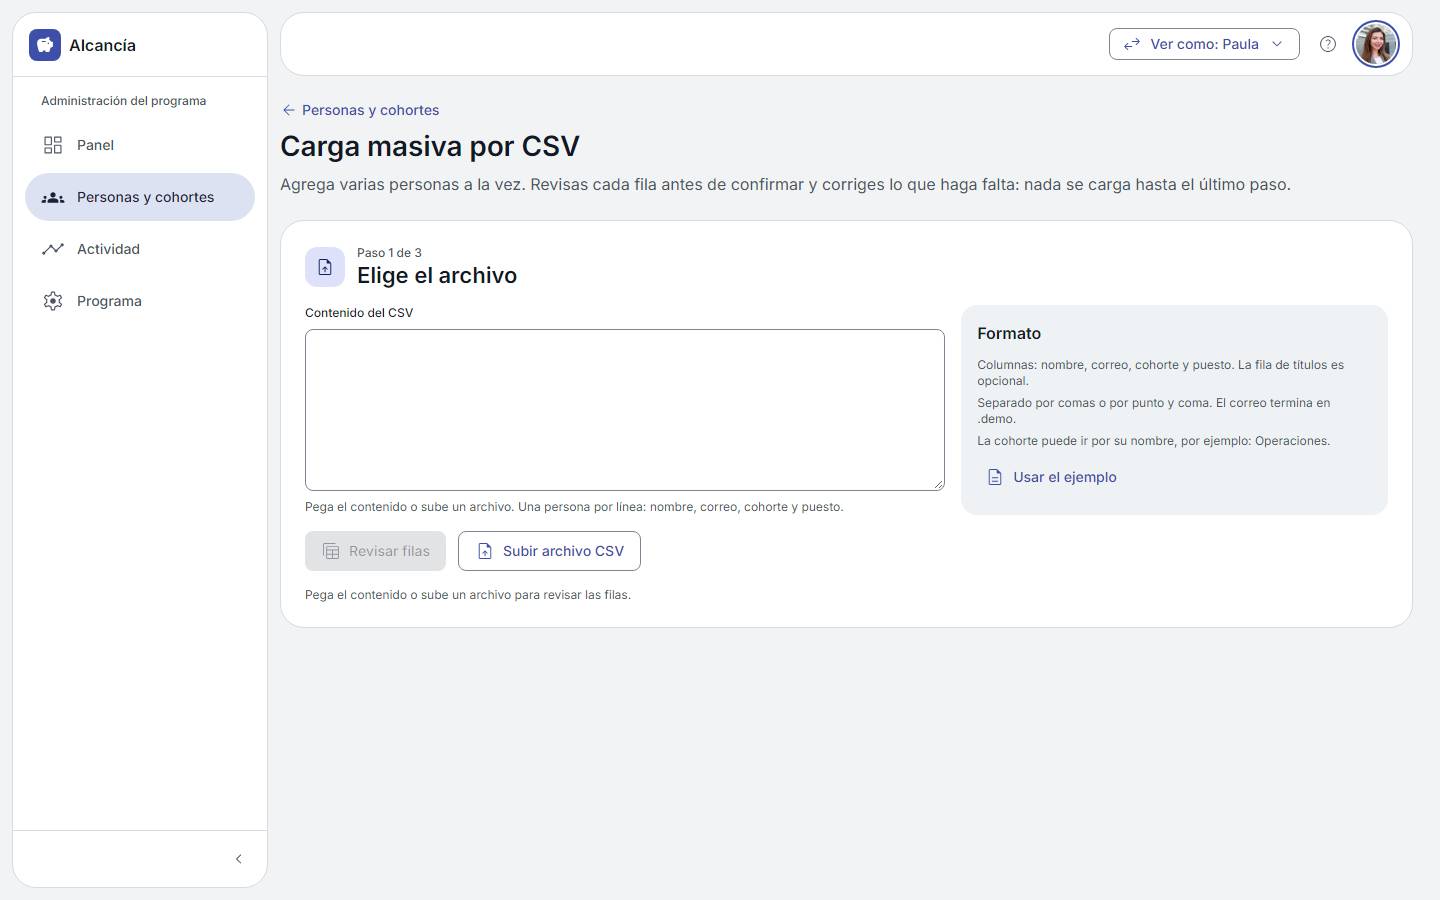 Alcancía
Ver como: Paula
Administración del programa
Panel
Personas y cohortes
Actividad
Programa
Personas y cohortes
Carga masiva por CSV
Agrega varias personas a la vez. Revisas cada fila antes de confirmar y corriges lo que haga falta: nada se carga hasta el último paso.
Paso 1 de 3
Elige el archivo
Contenido del CSV
Pega el contenido o sube un archivo. Una persona por línea: nombre, correo, cohorte y puesto.
Revisar filas
Subir archivo CSV
Pega el contenido o sube un archivo para revisar las filas.
Formato
Columnas: nombre, correo, cohorte y puesto. La fila de títulos es
opcional.
Separado por comas o por punto y coma. El correo termina en
.demo.
La cohorte puede ir por su nombre, por ejemplo: Operaciones.
Usar el ejemplo